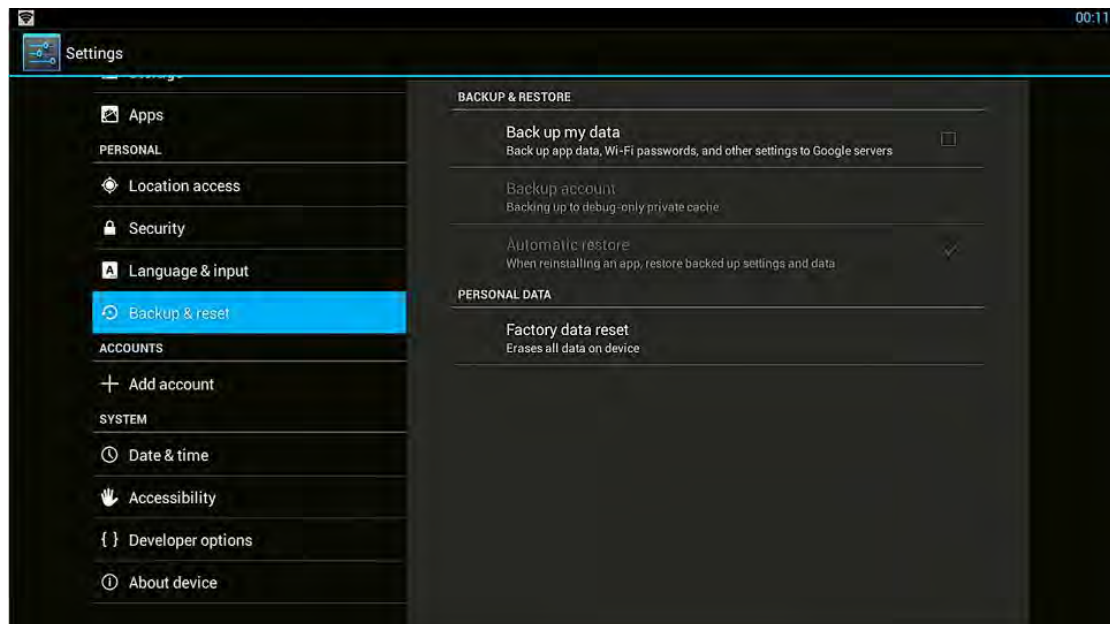 00:11
Settings
Apps
PERSONAL
Location access
Security
Language & input
Backup & reset
ACCOUNTS
Add account
SYSTEM
Date & time
Accessibility
{ } Developer options
About device
BACKUP & RESTORE
Back up my data
Back up app data, Wi-Fi passwords, and other settings to Google servers
Backup account
Backing up to debug-only private cache
Automatic restore
When reinstalling an app, restore backed up settings and data
PERSONAL DATA
Factory data reset
Erases all data on device